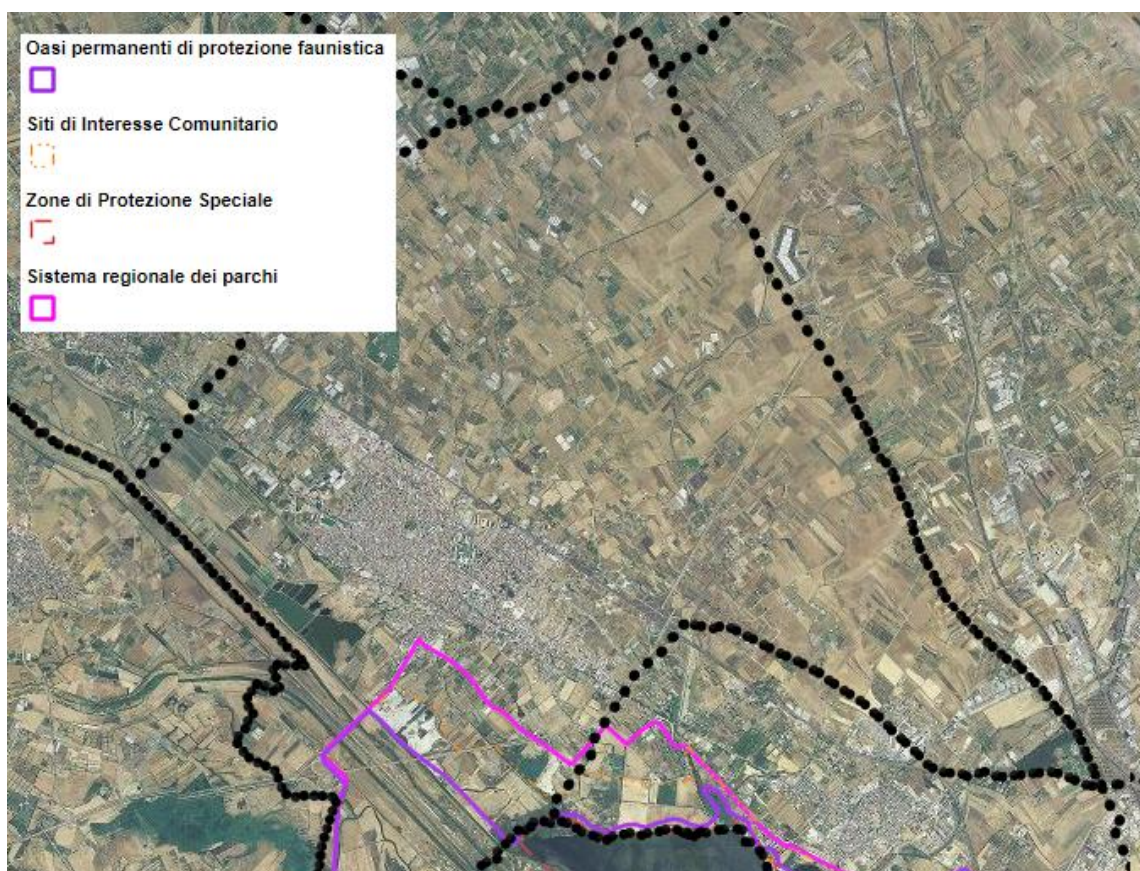 Oasi permanenti di protezione faunistica
Siti di Interesse Comunitario
Zone di Protezione Speciale
Sistema regionale dei parchi